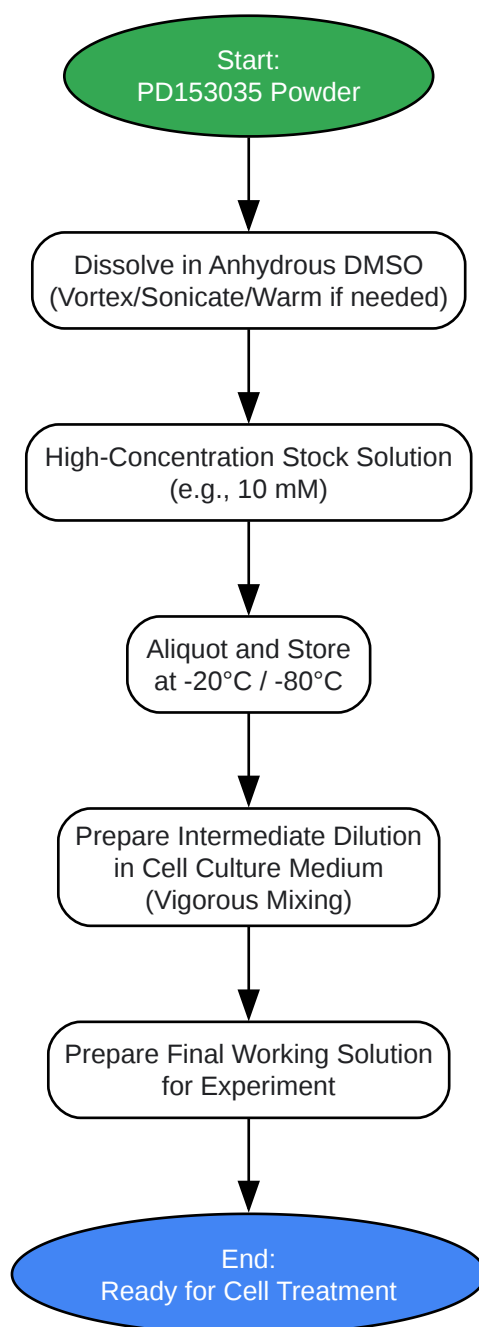 Start:
PD153035 Powder
Dissolve in Anhydrous DMSO
(Vortex/Sonicate/Warm if needed)
High-Concentration Stock Solution
(e.g., 10 mM)
Aliquot and Store
at -20°C / -80°C
Prepare Intermediate Dilution
in Cell Culture Medium
(Vigorous Mixing)
Prepare Final Working Solution
for Experiment
End:
Ready for Cell Treatment